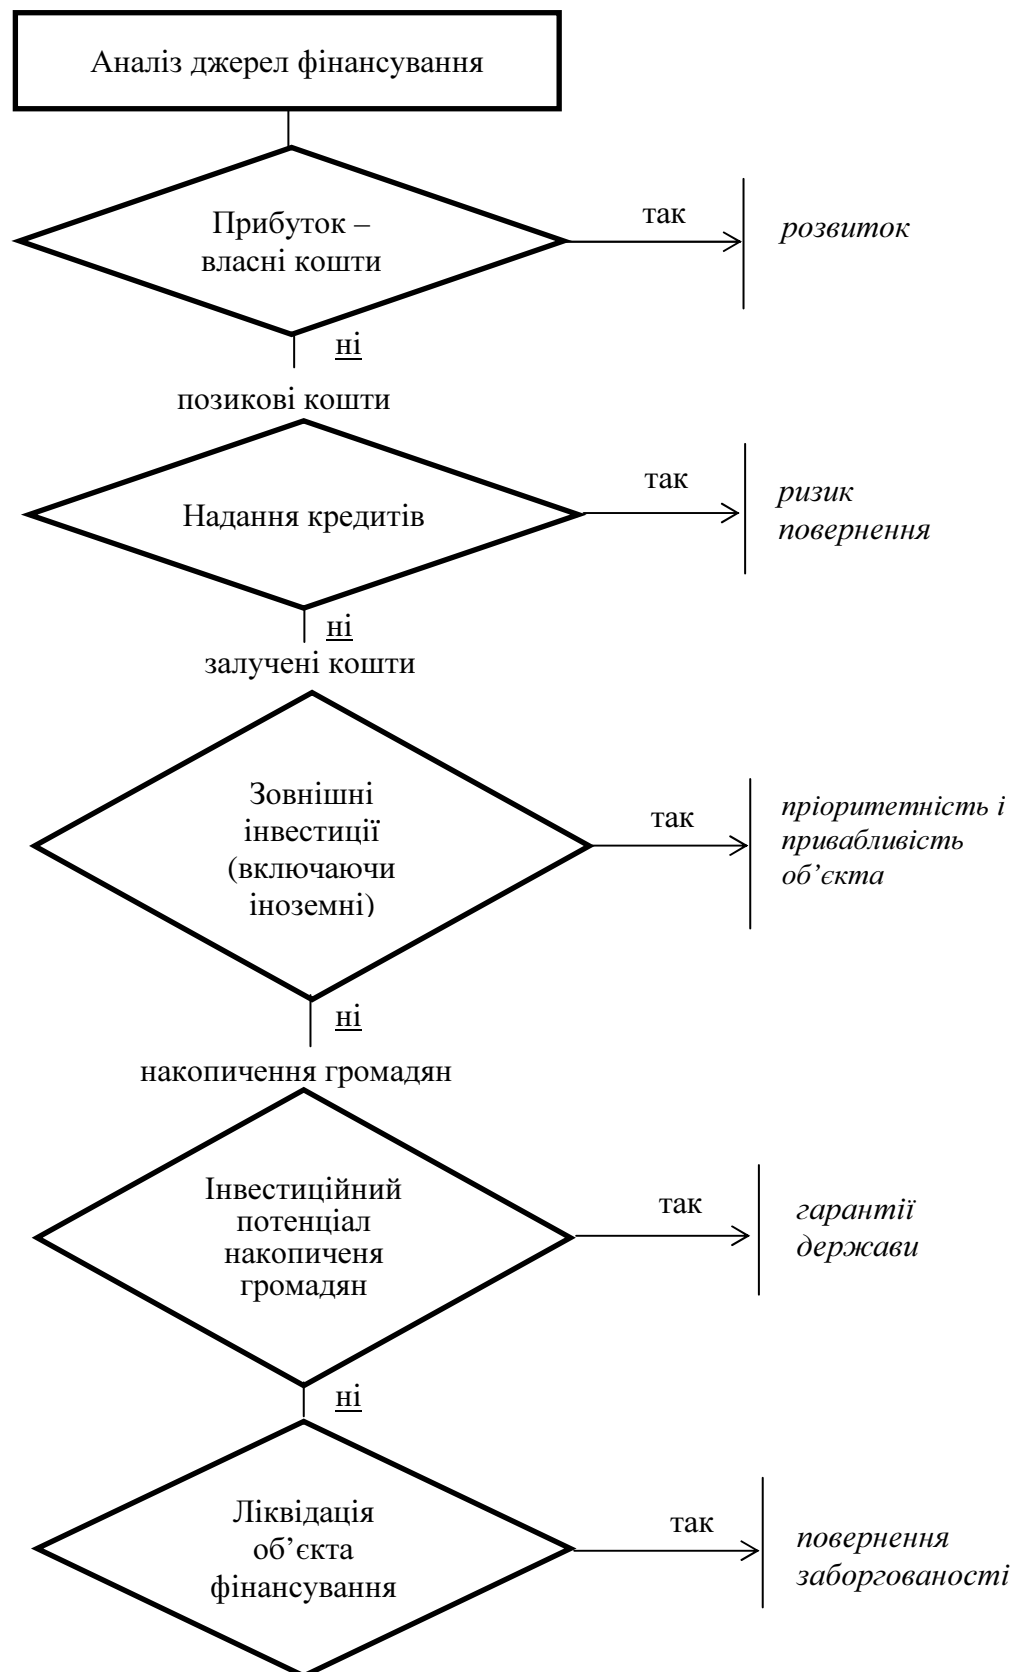 Аналіз джерел фінансування
Прибуток –
власні кошти
так
розвиток
ні
позикові кошти
Надання кредитів
так
ризик
повернення
ні
залучені кошти
Зовнішні
інвестиції
(включаючи
іноземні)
так
пріоритетність і
привабливість
об’єкта
ні
накопичення громадян
Інвестиційний
потенціал
накопиченя
громадян
так
гарантії
держави
ні
Ліквідація
об’єкта
фінансування
так
повернення
заборгованості